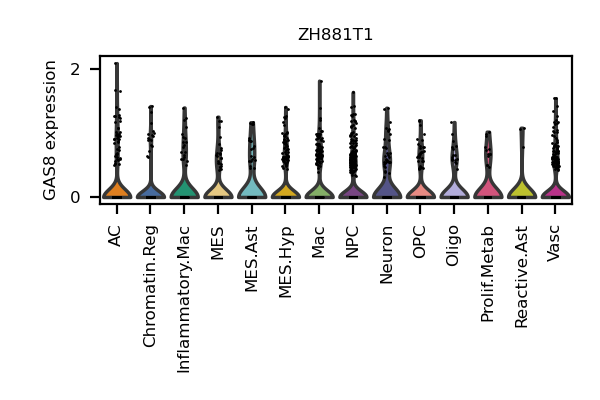 ZH881T1
GAS8 expression
2
0
AC
Chromatin.Reg
Inflammatory.Mac
MES
MES.Ast
MES.Hyp
Mac
NPC
Neuron
OPC
Oligo
Prolif.Metab
Reactive.Ast
Vasc